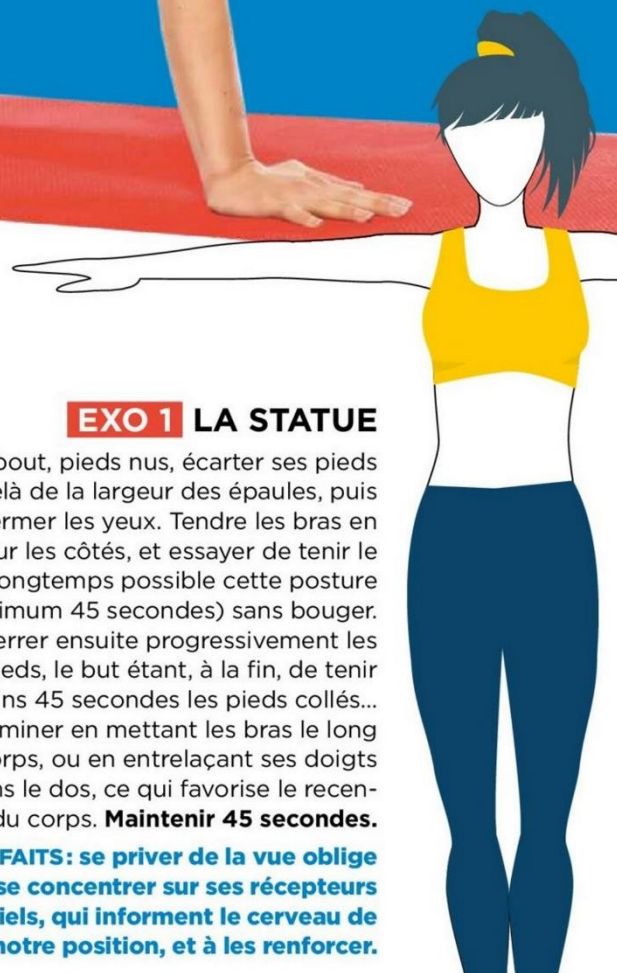 EXO 1 LA STATUE
bout, pieds nus, écarter ses pieds
là de la largeur des épaules, puis
ermer les yeux. Tendre les bras en
ur les côtés, et essayer de tenir le
ongtemps possible cette posture
imum 45 secondes) sans bouger.
errer ensuite progressivement les
eds, le but étant, à la fin, de tenir
ns 45 secondes les pieds collés...
miner en mettant les bras le long
orps, ou en entrelaçant ses doigts
ns le dos, ce qui favorise le recen-
du corps. Maintenir 45 secondes.
FAITS: se priver de la vue oblige
se concentrer sur ses récepteurs
iels, qui informent le cerveau de
notre position, et à les renforcer.